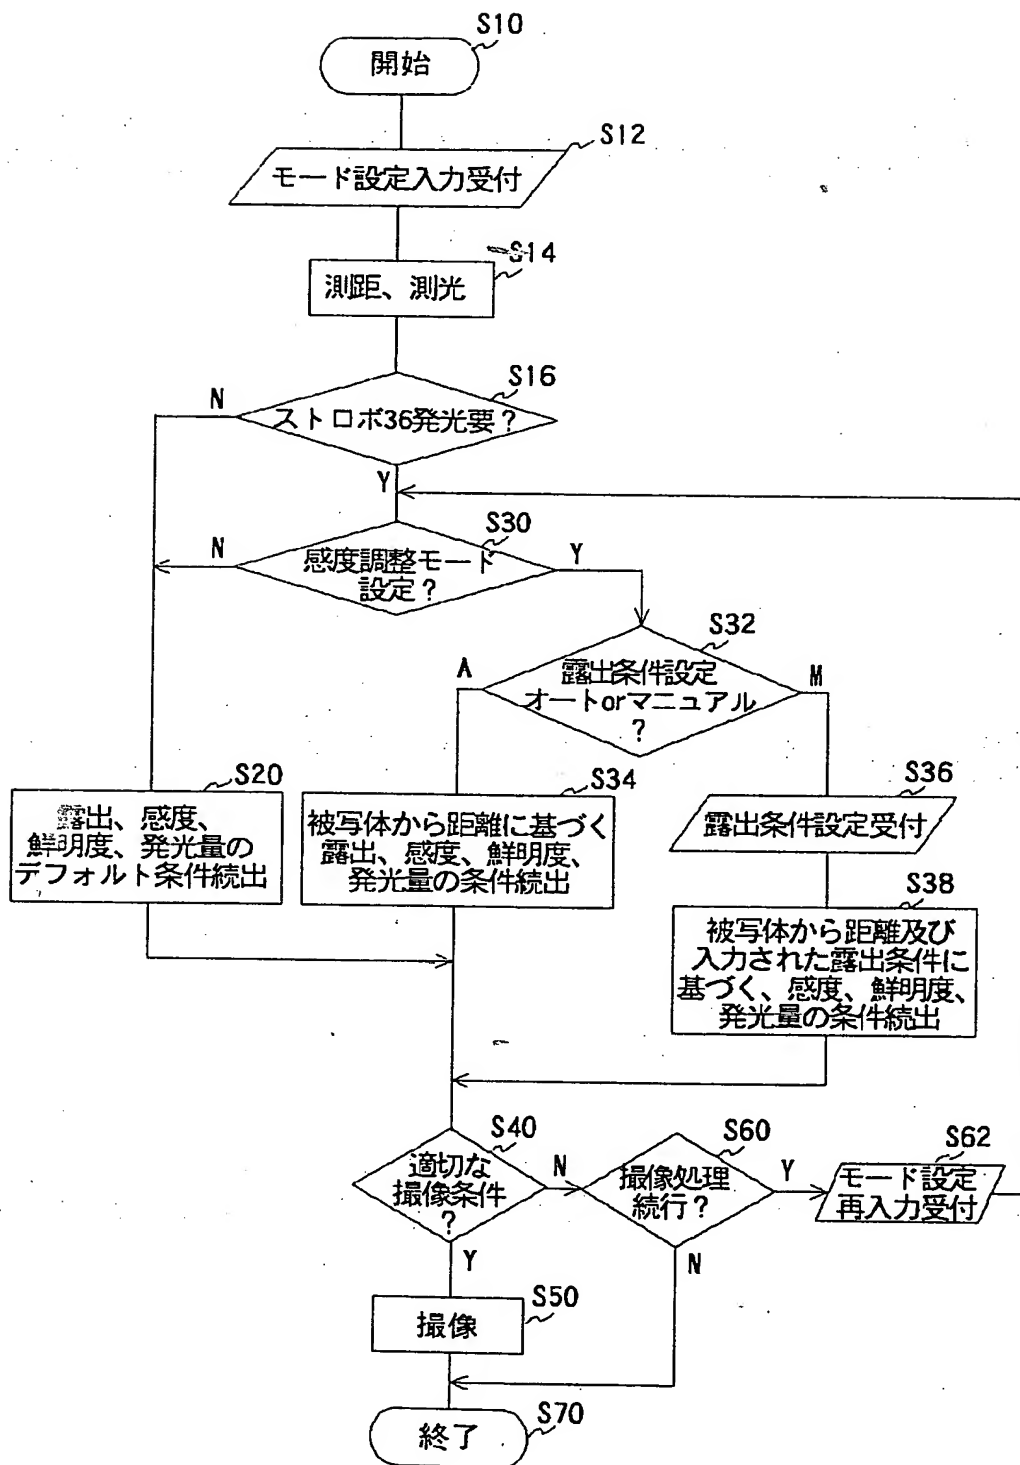 S10
開始
S12
モード設定入力受付
S14
測距、測光
S16
N
ストロボ36発光要?
Y
S30
N
感度調整モード
設定?
Y
S32
A
露出条件設定
オートorマニュアル
?
M
S20
露出、感度、
鮮明度、発光量の
デフォルト条件続出
S34
被写体から距離に基づく
露出、感度、鮮明度、
発光量の条件続出
S36
露出条件設定受付
S38
被写体から距離及び
入力された露出条件に
基づく、感度、鮮明度、
発光量の条件続出
S40
適切な
撮像条件
?
N
Y
S60
撮像処理
続行?
Y
N
S62
モード設定
再入力受付
S50
撮像
S70
終了